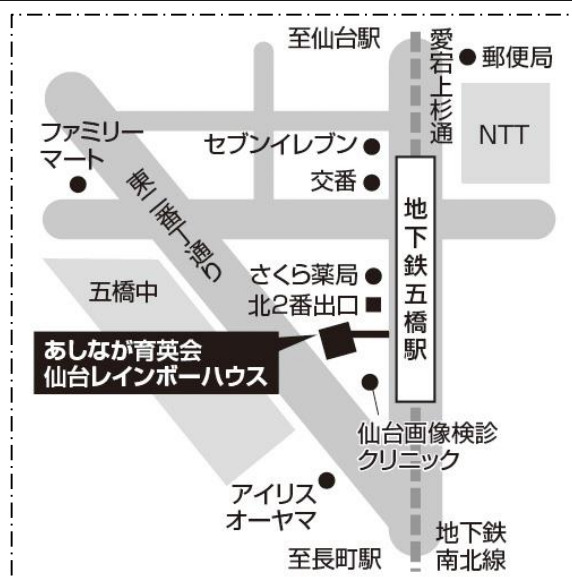 至仙台駅
愛宕上杉通
郵便局
NTT
ファミリー
マート
セブンイレブン
交番
東二番丁通り
地下鉄五橋駅
さくら薬局
北2番出口
五橋中
あしなが育英会
仙台レインボーハウス
仙台画像検診
クリニック
アイリス
オーヤマ
至長町駅
地下鉄
南北線